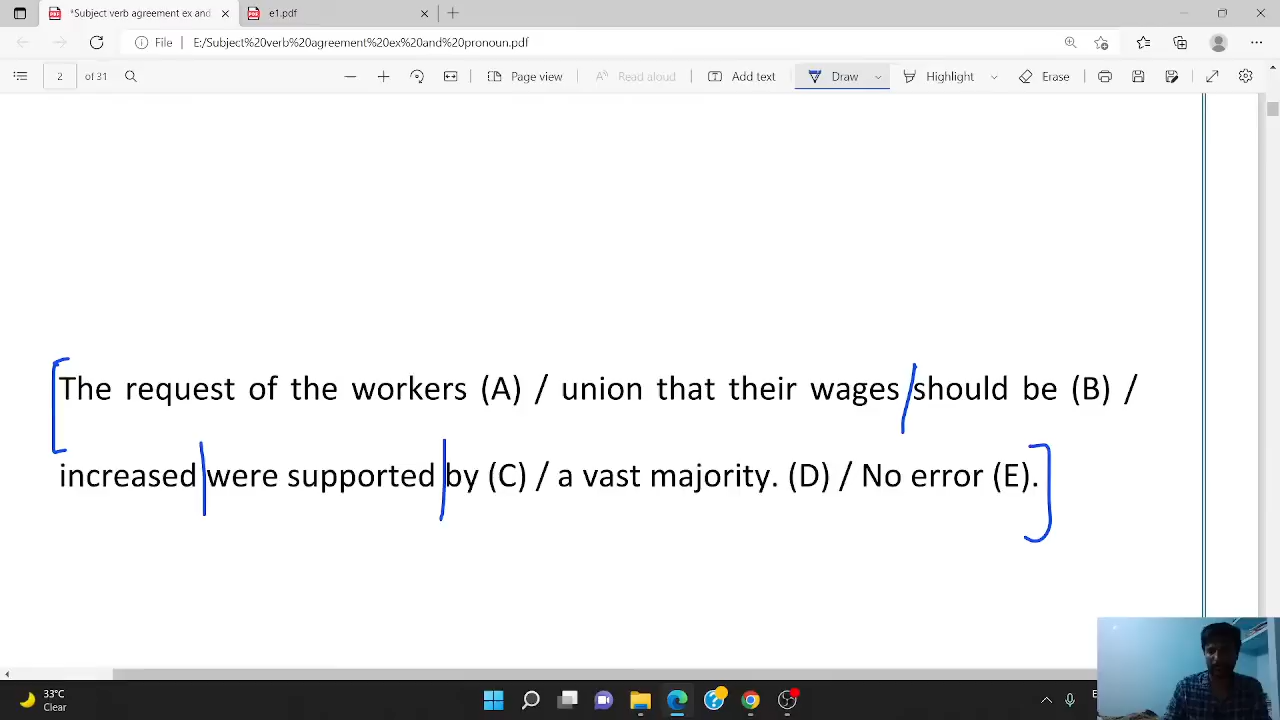 *Subject verb agreement ex and
e1.pdf
File
E:/Subject%20verb%20agreement%20ex%20and%20pronoun.pdf
2 of 31
Page view
Read aloud
Add text
Draw
Highlight
Erase
The request of the workers (A) / union that their wages should be (B) /
increased were supported by (C) / a vast majority. (D) / No error (E).
33°C
Clear